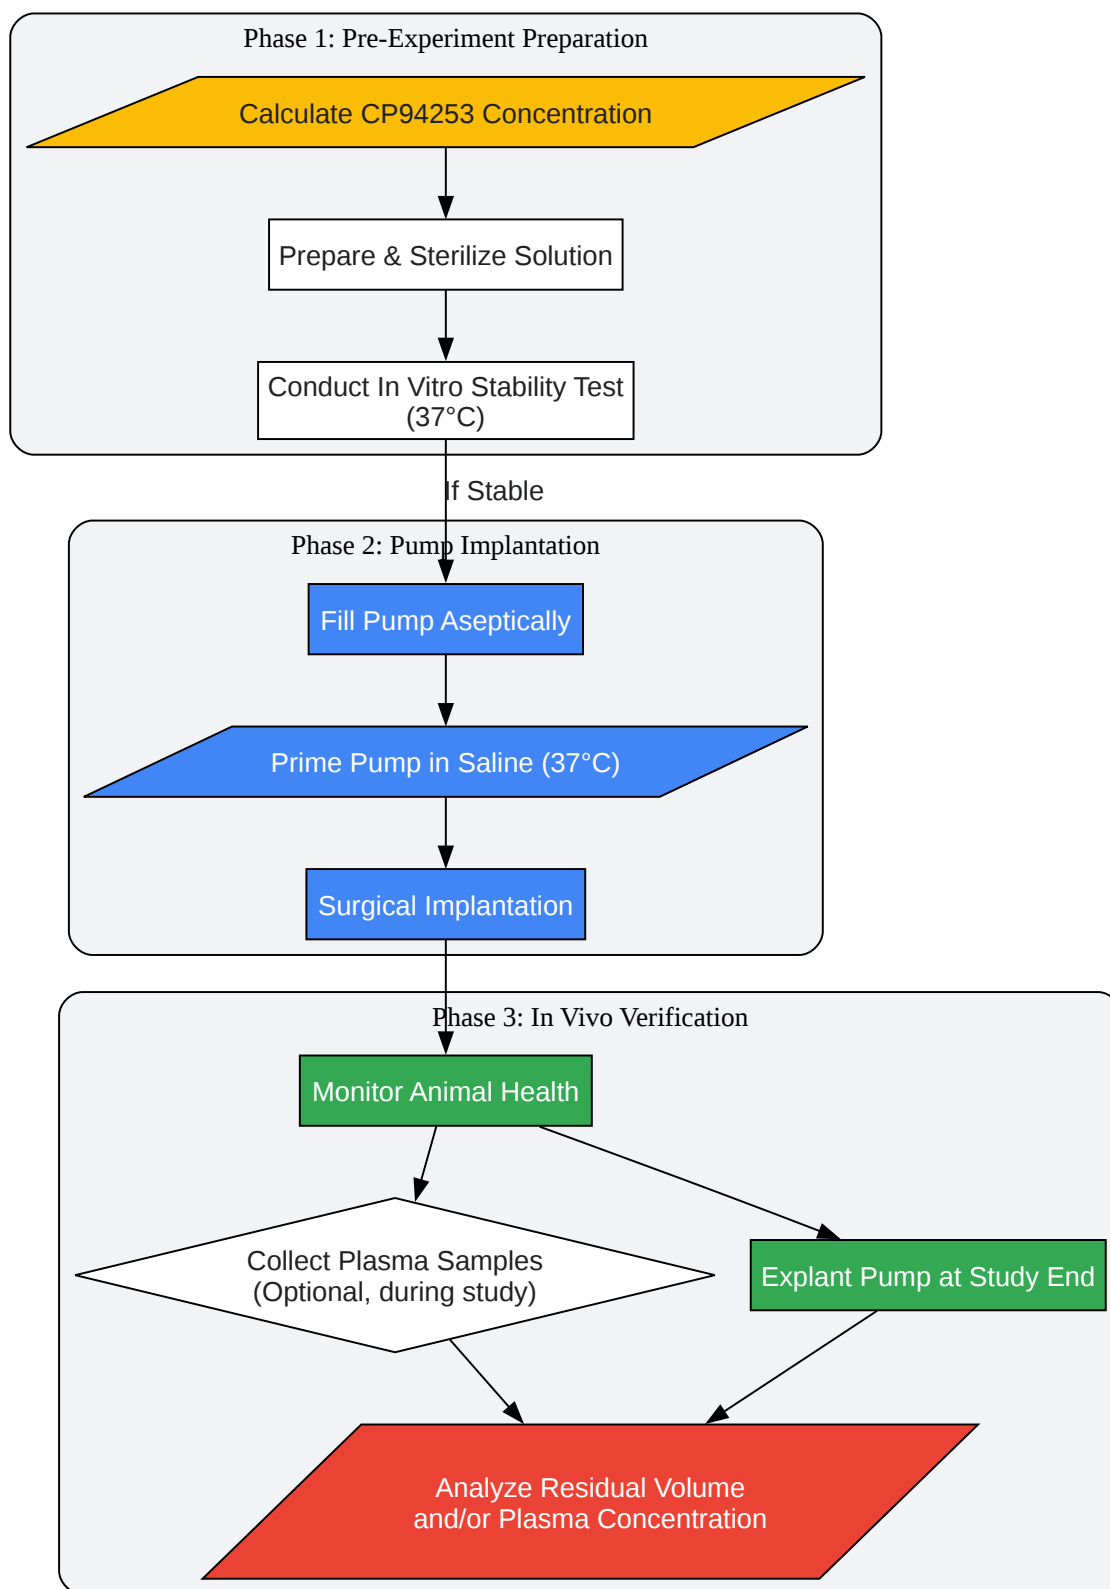 Phase 1: Pre-Experiment Preparation
Calculate CP94253 Concentration
Prepare & Sterilize Solution
Conduct In Vitro Stability Test
(37°C)
If Stable
Phase 2: Pump Implantation
Fill Pump Aseptically
Prime Pump in Saline (37°C)
Surgical Implantation
Phase 3: In Vivo Verification
Monitor Animal Health
Collect Plasma Samples
(Optional, during study)
Explant Pump at Study End
Analyze Residual Volume
and/or Plasma Concentration